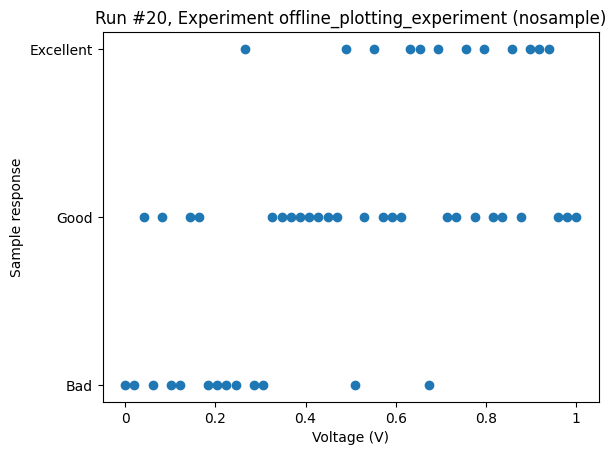 Run #20, Experiment offline_plotting_experiment (nosample)
Excellent
Good
Bad
Sample response
0
0.2
0.4
0.6
0.8
1
Voltage (V)